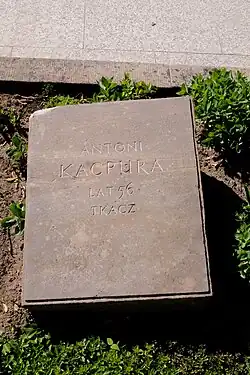 ANTONI
KACPURA
LAT 56
TKACZ